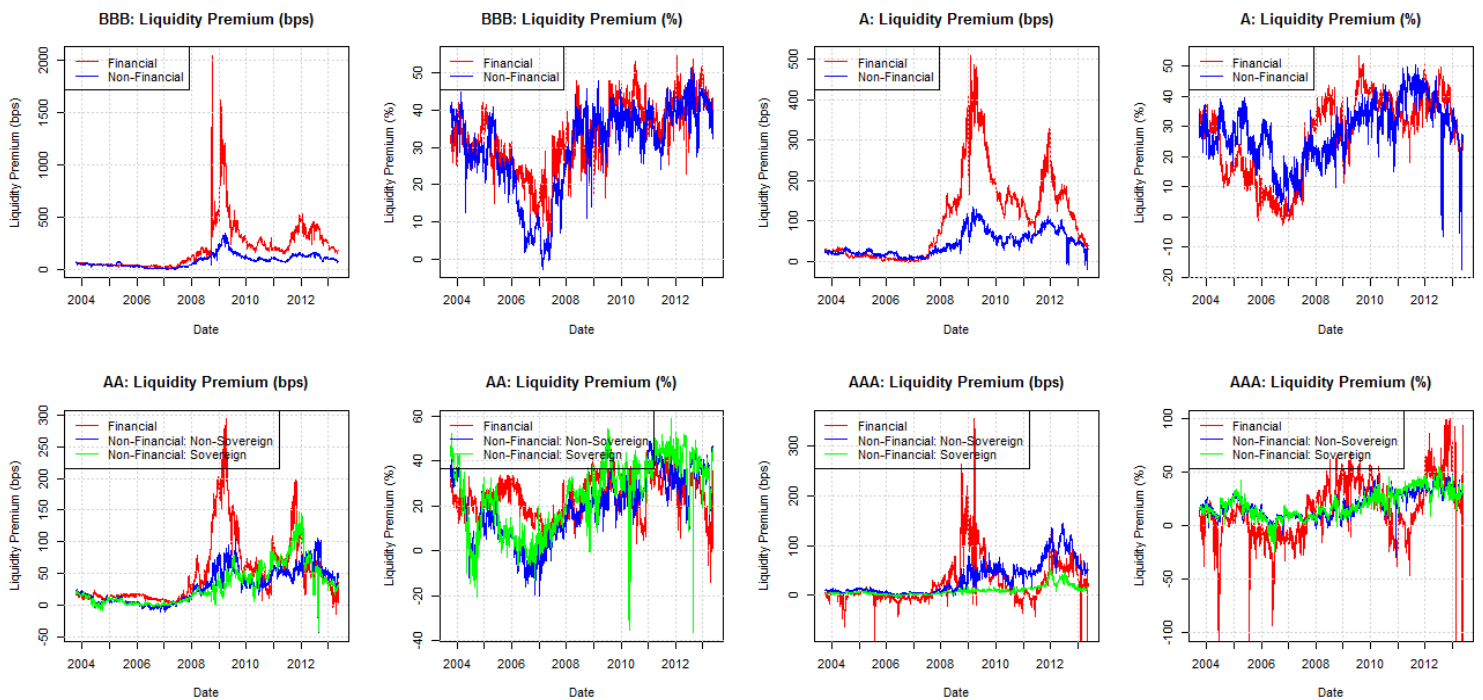 BBB: Liquidity Premium (bps)
Liquidity Premium (bps)
0 500 1000 1500 2000
Financial
Non-Financial
2004 2006 2008 2010 2012
Date
BBB: Liquidity Premium (%)
Liquidity Premium (%)
0 10 20 30 40 50
Financial
Non-Financial
2004 2006 2008 2010 2012
Date
A: Liquidity Premium (bps)
Liquidity Premium (bps)
0 100 200 300 400 500
Financial
Non-Financial
2004 2006 2008 2010 2012
Date
A: Liquidity Premium (%)
Liquidity Premium (%)
-20 -10 0 10 20 30 40 50
Financial
Non-Financial
2004 2006 2008 2010 2012
Date
AA: Liquidity Premium (bps)
Liquidity Premium (bps)
-50 0 50 100 150 200 250 300
Financial
Non-Financial: Non-Sovereign
Non-Financial: Sovereign
2004 2006 2008 2010 2012
Date
AA: Liquidity Premium (%)
Liquidity Premium (%)
-40 -20 0 20 40 60
Financial
Non-Financial: Non-Sovereign
Non-Financial: Sovereign
2004 2006 2008 2010 2012
Date
AAA: Liquidity Premium (bps)
Liquidity Premium (bps)
0 100 200 300
Financial
Non-Financial: Non-Sovereign
Non-Financial: Sovereign
2004 2006 2008 2010 2012
Date
AAA: Liquidity Premium (%)
Liquidity Premium (%)
-100 -50 0 50 100
Financial
Non-Financial: Non-Sovereign
Non-Financial: Sovereign
2004 2006 2008 2010 2012
Date